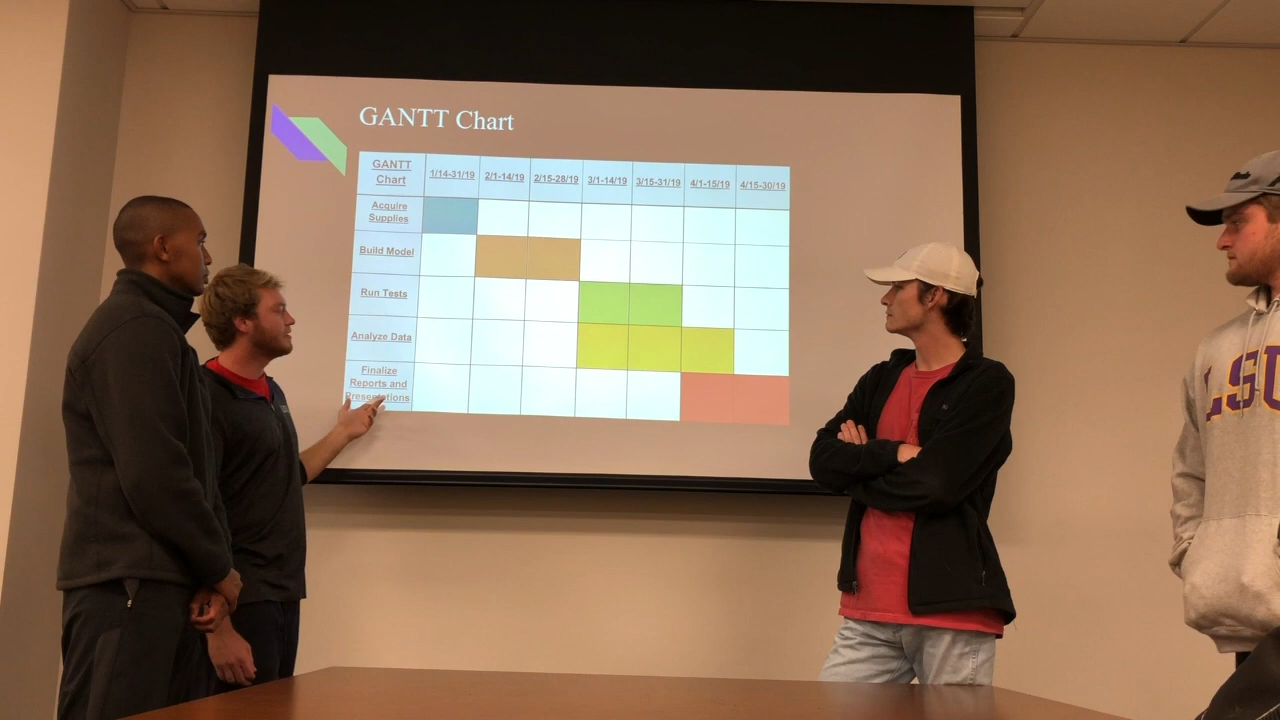 GANTT Chart
GANTT
Chart
1/14-31/19
2/1-14/19
2/15-28/19
3/1-14/19
3/15-31/19
4/1-15/19
4/15-30/19
Acquire
Supplies
Build Model
Run Tests
Analyze Data
Finalize
Reports and
Presentations
LSU